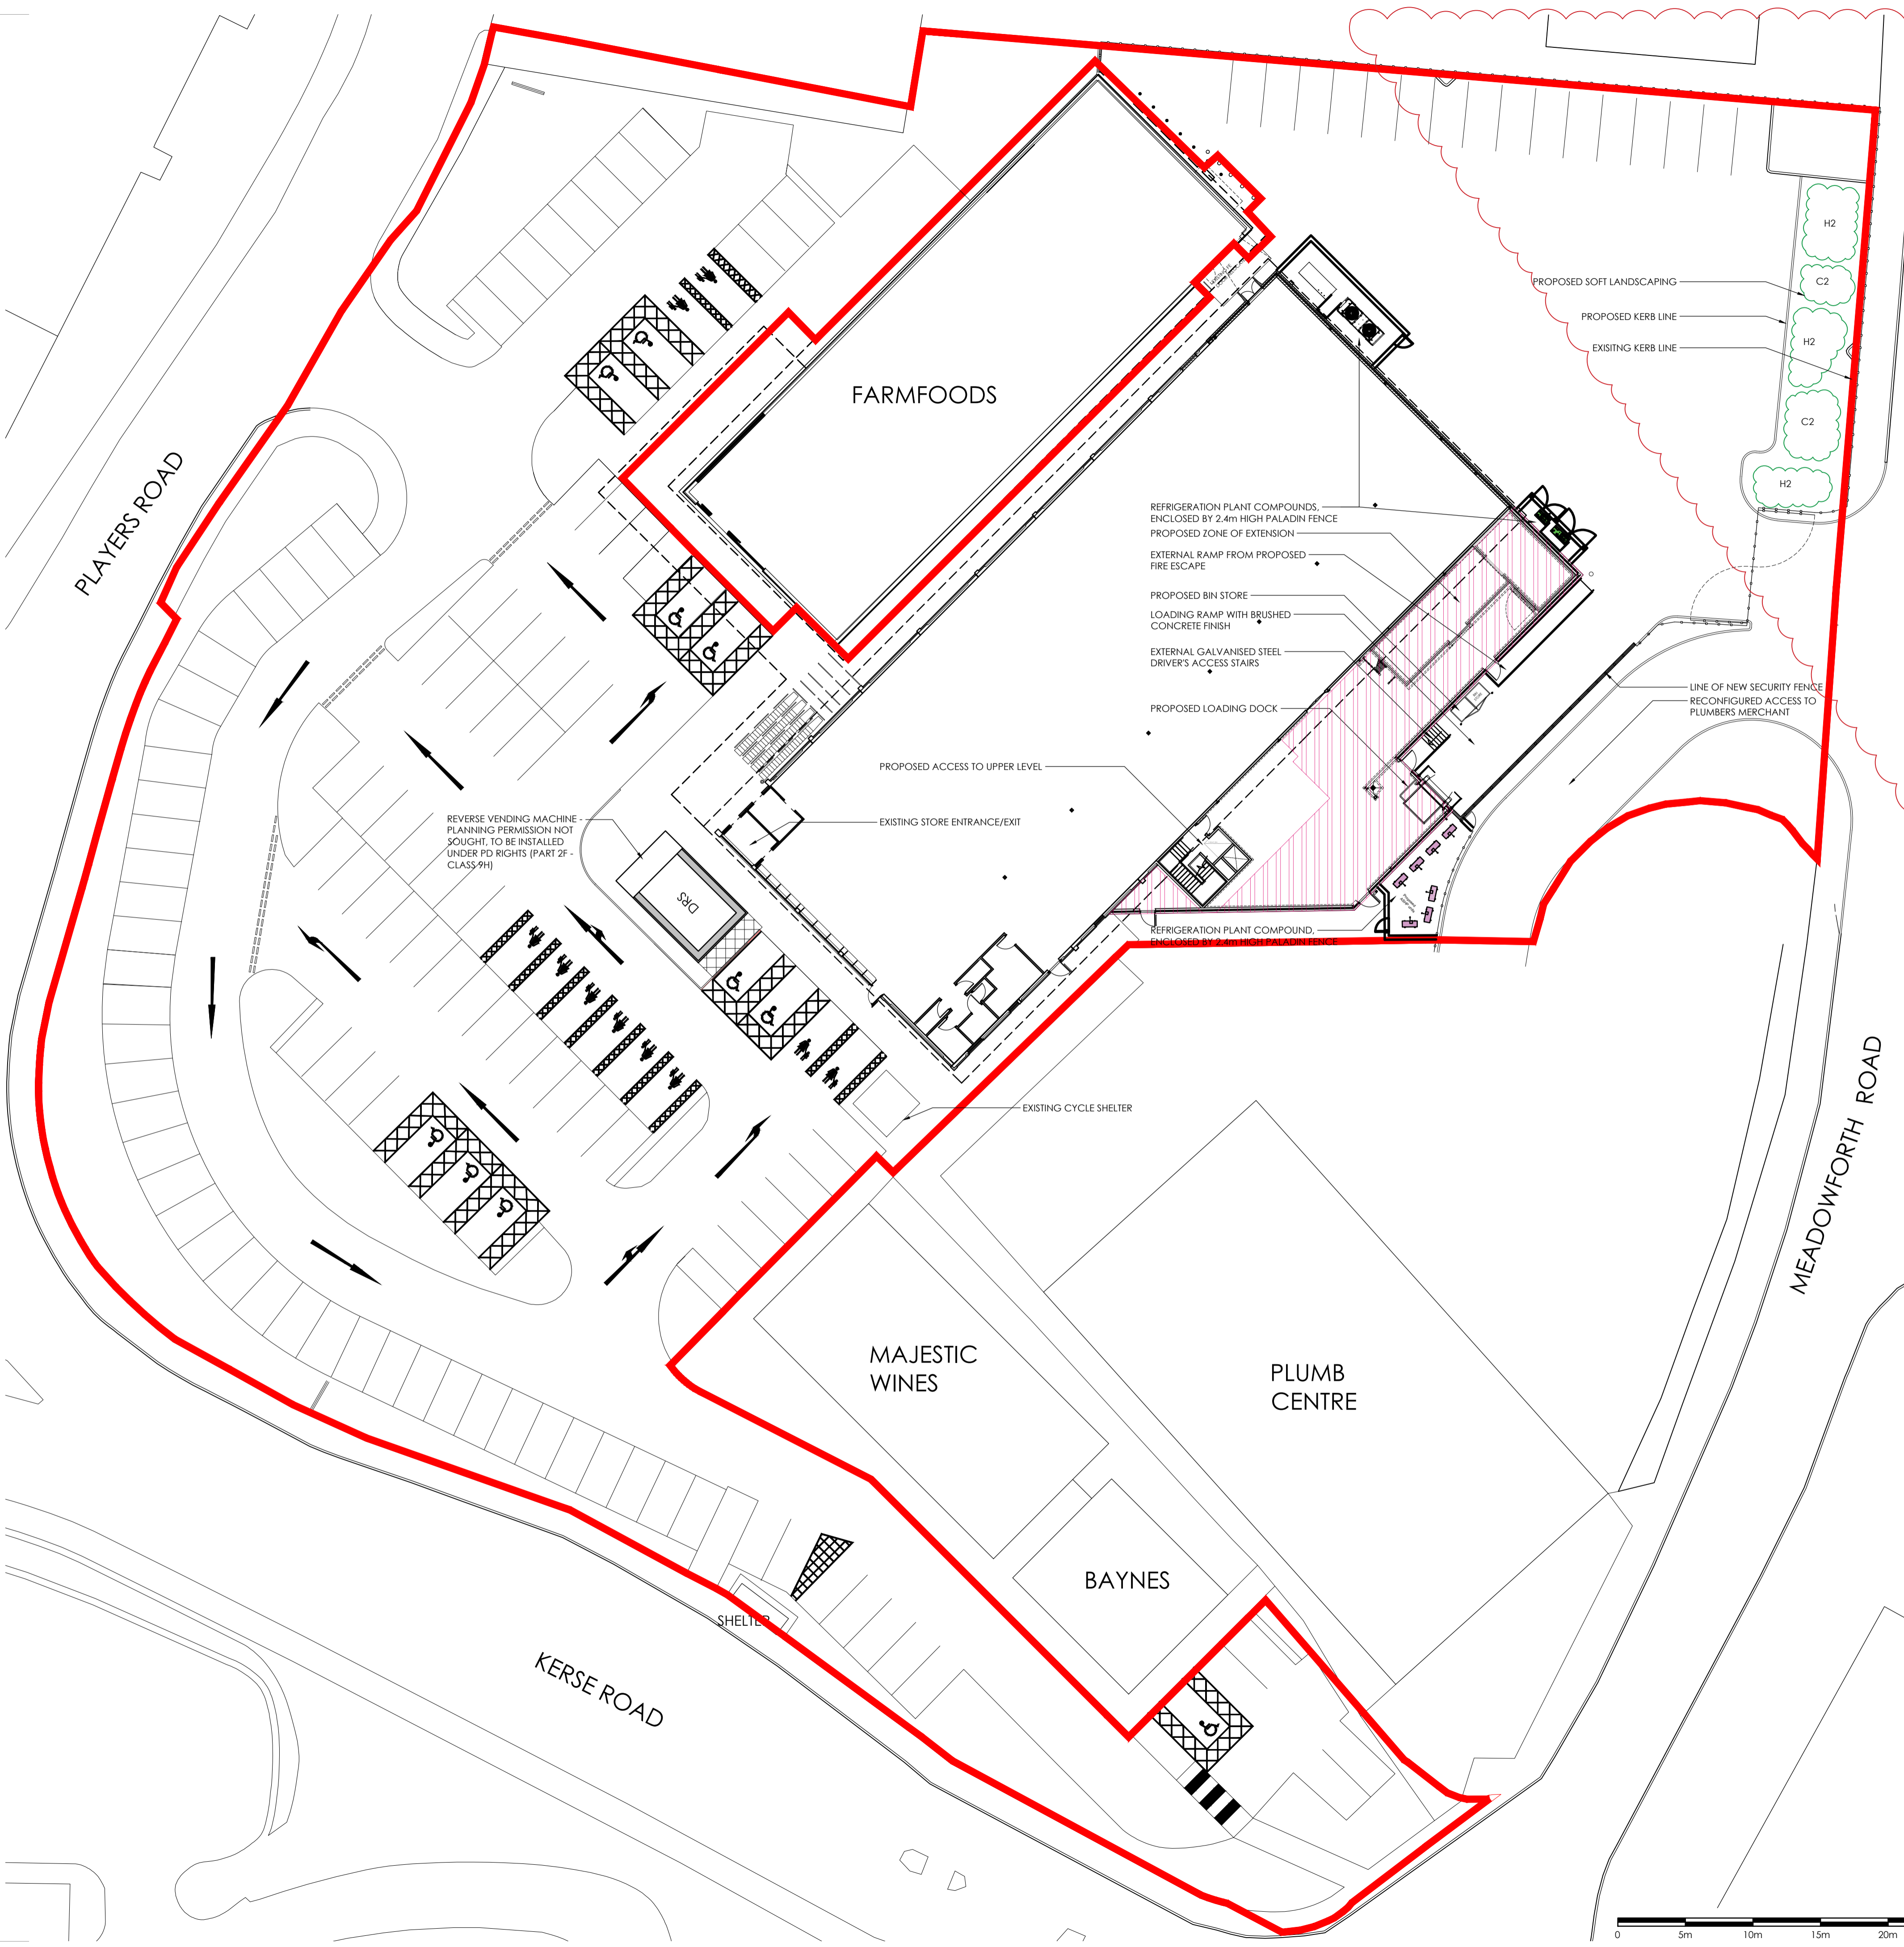 H2
PROPOSED SOFT LANDSCAPING
C2
PROPOSED KERB LINE
H2
EXISITNG KERB LINE
FARMFOODS
C2
H2
PLAYERS ROAD
REFRIGERATION PLANT COMPOUNDS,
ENCLOSED BY 2.4m HIGH PALADIN FENCE
PROPOSED ZONE OF EXTENSION
EXTERNAL RAMP FROM PROPOSED
FIRE ESCAPE
PROPOSED BIN STORE
LOADING RAMP WITH BRUSHED
CONCRETE FINISH
EXTERNAL GALVANISED STEEL
DRIVER'S ACCESS STAIRS
LINE OF NEW SECURITY FENCE
RECONFIGURED ACCESS TO
PLUMBERS MERCHANT
PROPOSED LOADING DOCK
PROPOSED ACCESS TO UPPER LEVEL
REVERSE VENDING MACHINE -
PLANNING PERMISSION NOT
SOUGHT, TO BE INSTALLED
UNDER PD RIGHTS (PART 2F -
CLASS 9H)
EXISTING STORE ENTRANCE/EXIT
DRS
REFRIGERATION PLANT COMPOUND,
ENCLOSED BY 2.4m HIGH PALADIN FENCE
EXISTING CYCLE SHELTER
MEADOWFORTH ROAD
MAJESTIC
WINES
PLUMB
CENTRE
BAYNES
SHELTER
KERSE ROAD
0 5m 10m 15m 20m